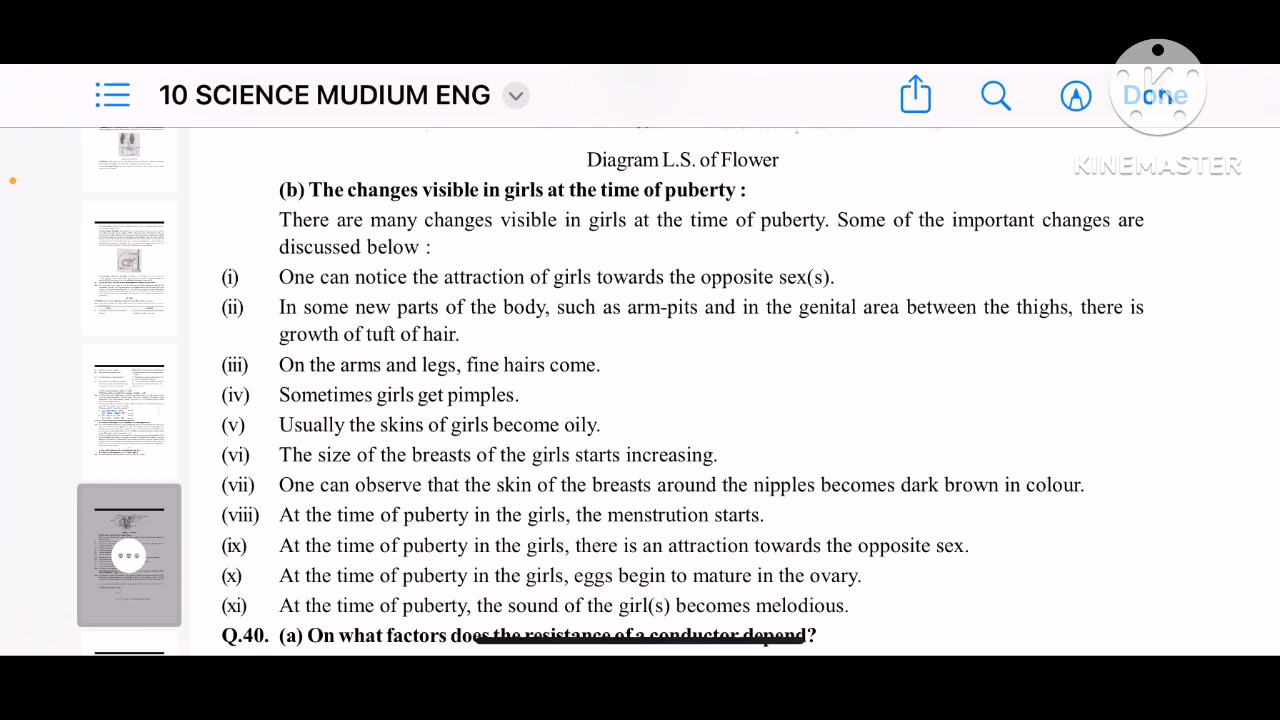 10 SCIENCE MUDIUM ENG
Done
KINEMASTER
Diagram L.S. of Flower
(b) The changes visible in girls at the time of puberty :
There are many changes visible in girls at the time of puberty. Some of the important changes are
discussed below :
(i) One can notice the attraction of girls towards the opposite sex(s).
(ii) In some new parts of the body, such as arm-pits and in the genital area between the thighs, there is
growth of tuft of hair.
(iii) On the arms and legs, fine hairs come.
(iv) Sometimes girls get pimples.
(v) Usually the skins of girls become oily.
(vi) The size of the breasts of the girls starts increasing.
(vii) One can observe that the skin of the breasts around the nipples becomes dark brown in colour.
(viii) At the time of puberty in the girls, the menstrution starts.
(ix) At the time of puberty in the girls, there is an attraction towards the opposite sex.
(x) At the time of puberty in the girls, eggs begin to mature in the ovary.
(xi) At the time of puberty, the sound of the girl(s) becomes melodious.
Q.40. (a) On what factors does the resistance of a conductor depend?